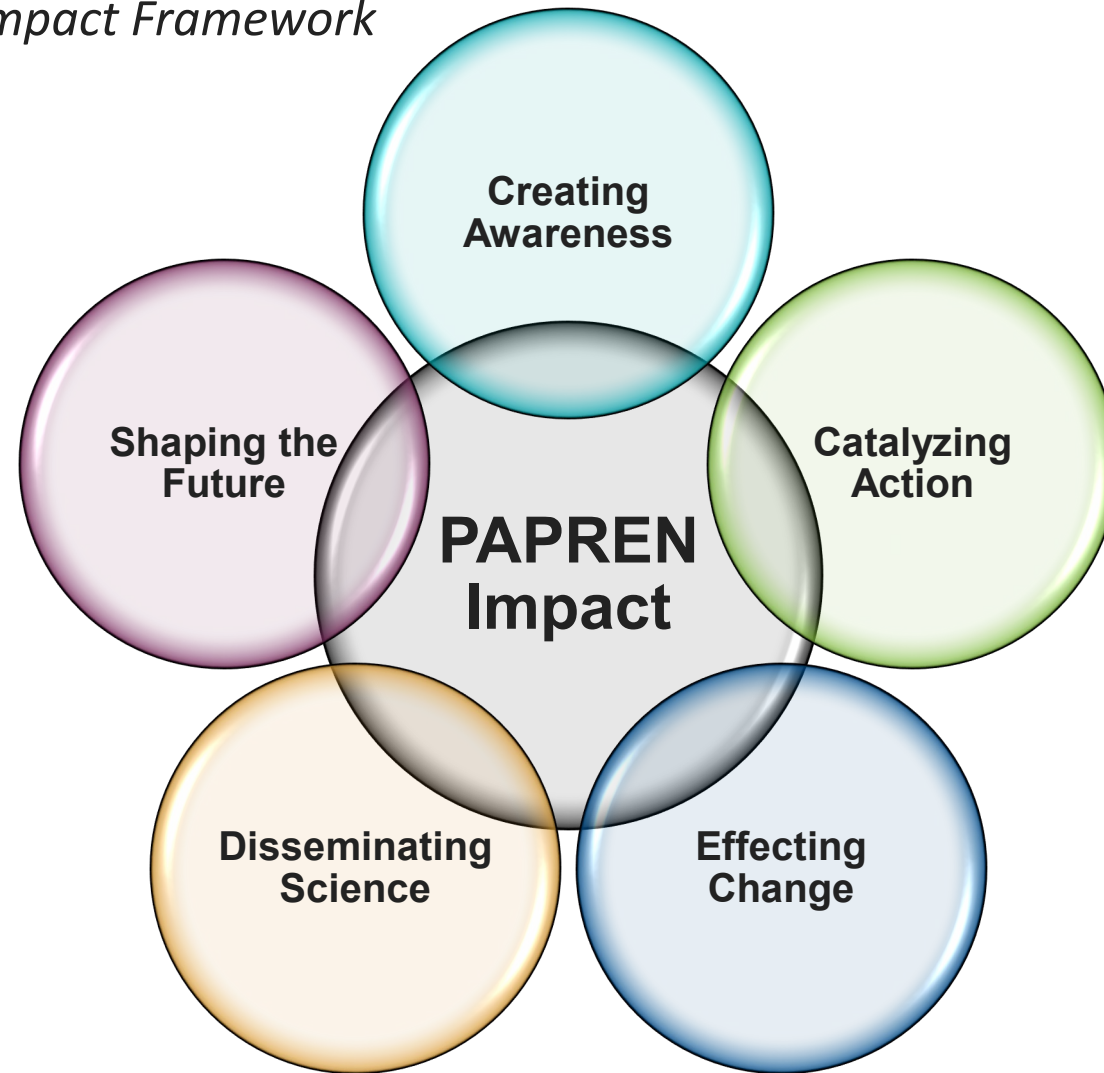 mpact Framework
Creating
Awareness
Shaping the
Future
Catalyzing
Action
PAPREN
Impact
Disseminating
Science
Effecting
Change